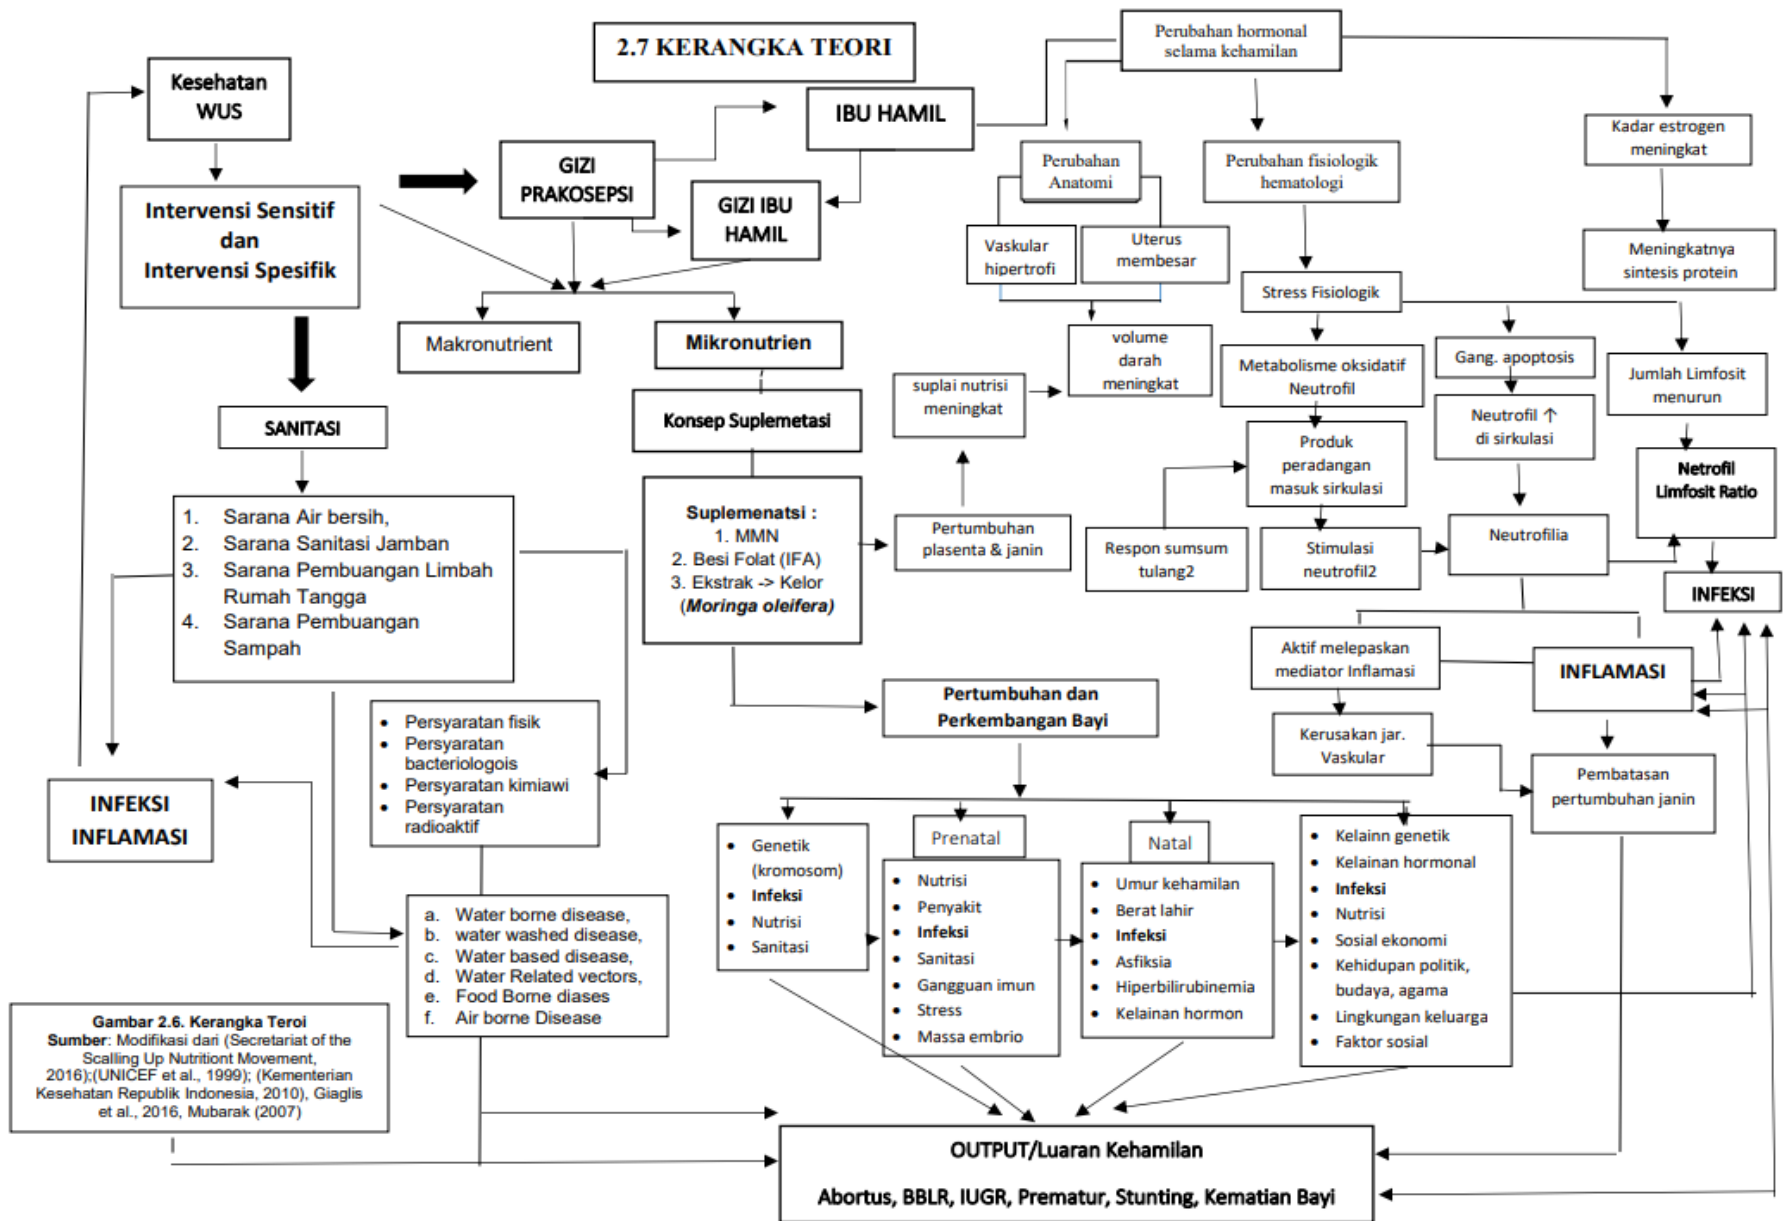 2.7 KERANGKA TEORI
Kesehatan
WUS
Intervensi Sensitif
dan
Intervensi Spesifik
GIZI
PRAKOSEPSI
IBU HAMIL
GIZI IBU
HAMIL
Makronutrient
Mikronutrien
Konsep Suplemetasi
Suplemenatsi :
1. MMN
2. Besi Folat (IFA)
3. Ekstrak -> Kelor
(Moringa oleifera)
SANITASI
1. Sarana Air bersih,
2. Sarana Sanitasi Jamban
3. Sarana Pembuangan Limbah
Rumah Tangga
4. Sarana Pembuangan
Sampah
• Persyaratan fisik
• Persyaratan
bacteriologois
• Persyaratan kimiawi
• Persyaratan
radioaktif
INFEKSI
INFLAMASI
a. Water borne disease,
b. water washed disease,
c. Water based disease,
d. Water Related vectors,
e. Food Borne diases
f. Air borne Disease
Gambar 2.6. Kerangka Teroi
Sumber: Modifikasi dari (Secretariat of the
Scalling Up Nutritiont Movement,
2016);(UNICEF et al., 1999); (Kementerian
Kesehatan Republik Indonesia, 2010), Giaglis
et al., 2016, Mubarak (2007)
Perubahan hormonal
selama kehamilan
Perubahan
Anatomi
Perubahan fisiologik
hematologi
Kadar estrogen
meningkat
Vaskular
hipertrofi
Uterus
membesar
Meningkatnya
sintesis protein
Stress Fisiologik
volume
darah
meningkat
suplai nutrisi
meningkat
Pertumbuhan
plasenta & janin
Metabolisme oksidatif
Neutrofil
Gang. apoptosis
Jumlah Limfosit
menurun
Produk
peradangan
masuk sirkulasi
Neutrofil ↑
di sirkulasi
Netrofil
Limfosit Ratio
Respon sumsum
tulang2
Stimulasi
neutrofil2
Neutrofilia
INFEKSI
Aktif melepaskan
mediator Inflamasi
INFLAMASI
Kerusakan jar.
Vaskular
Pembatasan
pertumbuhan janin
Pertumbuhan dan
Perkembangan Bayi
• Genetik
(kromosom)
• Infeksi
• Nutrisi
• Sanitasi
Prenatal
• Nutrisi
• Penyakit
• Infeksi
• Sanitasi
• Gangguan imun
• Stress
• Massa embrio
Natal
• Umur kehamilan
• Berat lahir
• Infeksi
• Asfiksia
• Hiperbilirubinemia
• Kelainan hormon
• Kelainn genetik
• Kelainan hormonal
• Infeksi
• Nutrisi
• Sosial ekonomi
• Kehidupan politik,
budaya, agama
• Lingkungan keluarga
• Faktor sosial
OUTPUT/Luaran Kehamilan
Abortus, BBLR, IUGR, Prematur, Stunting, Kematian Bayi